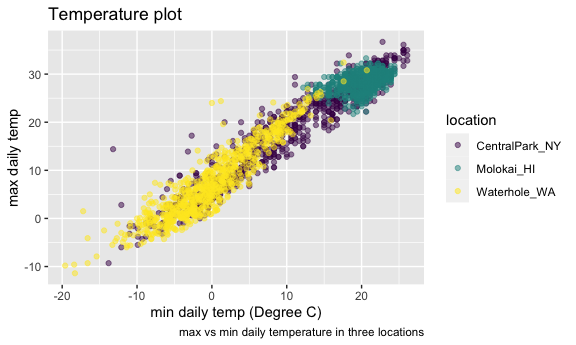 Temperature plot
max daily temp
30
20
10
0
-10
-20
-10
0
10
20
min daily temp (Degree C)
max vs min daily temperature in three locations
location
CentralPark_NY
Molokai_HI
Waterhole_WA